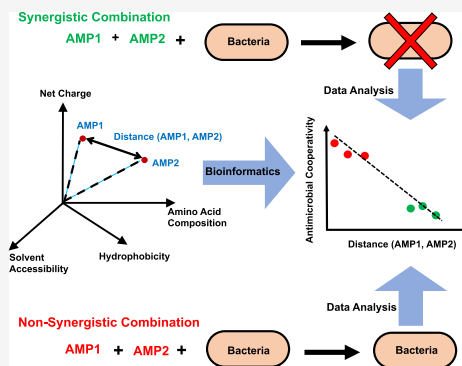 Synergistic Combination
AMP1 + AMP2 +
Bacteria
Data Analysis
Net Charge
AMP1
Distance (AMP1, AMP2)
AMP2
Amino Acid
Composition
Hydrophobicity
Solvent
Accessibility
Bioinformatics
Antimicrobial Cooperativity
Distance (AMP1, AMP2)
Data Analysis
Non-Synergistic Combination
AMP1 + AMP2 +
Bacteria
Bacteria